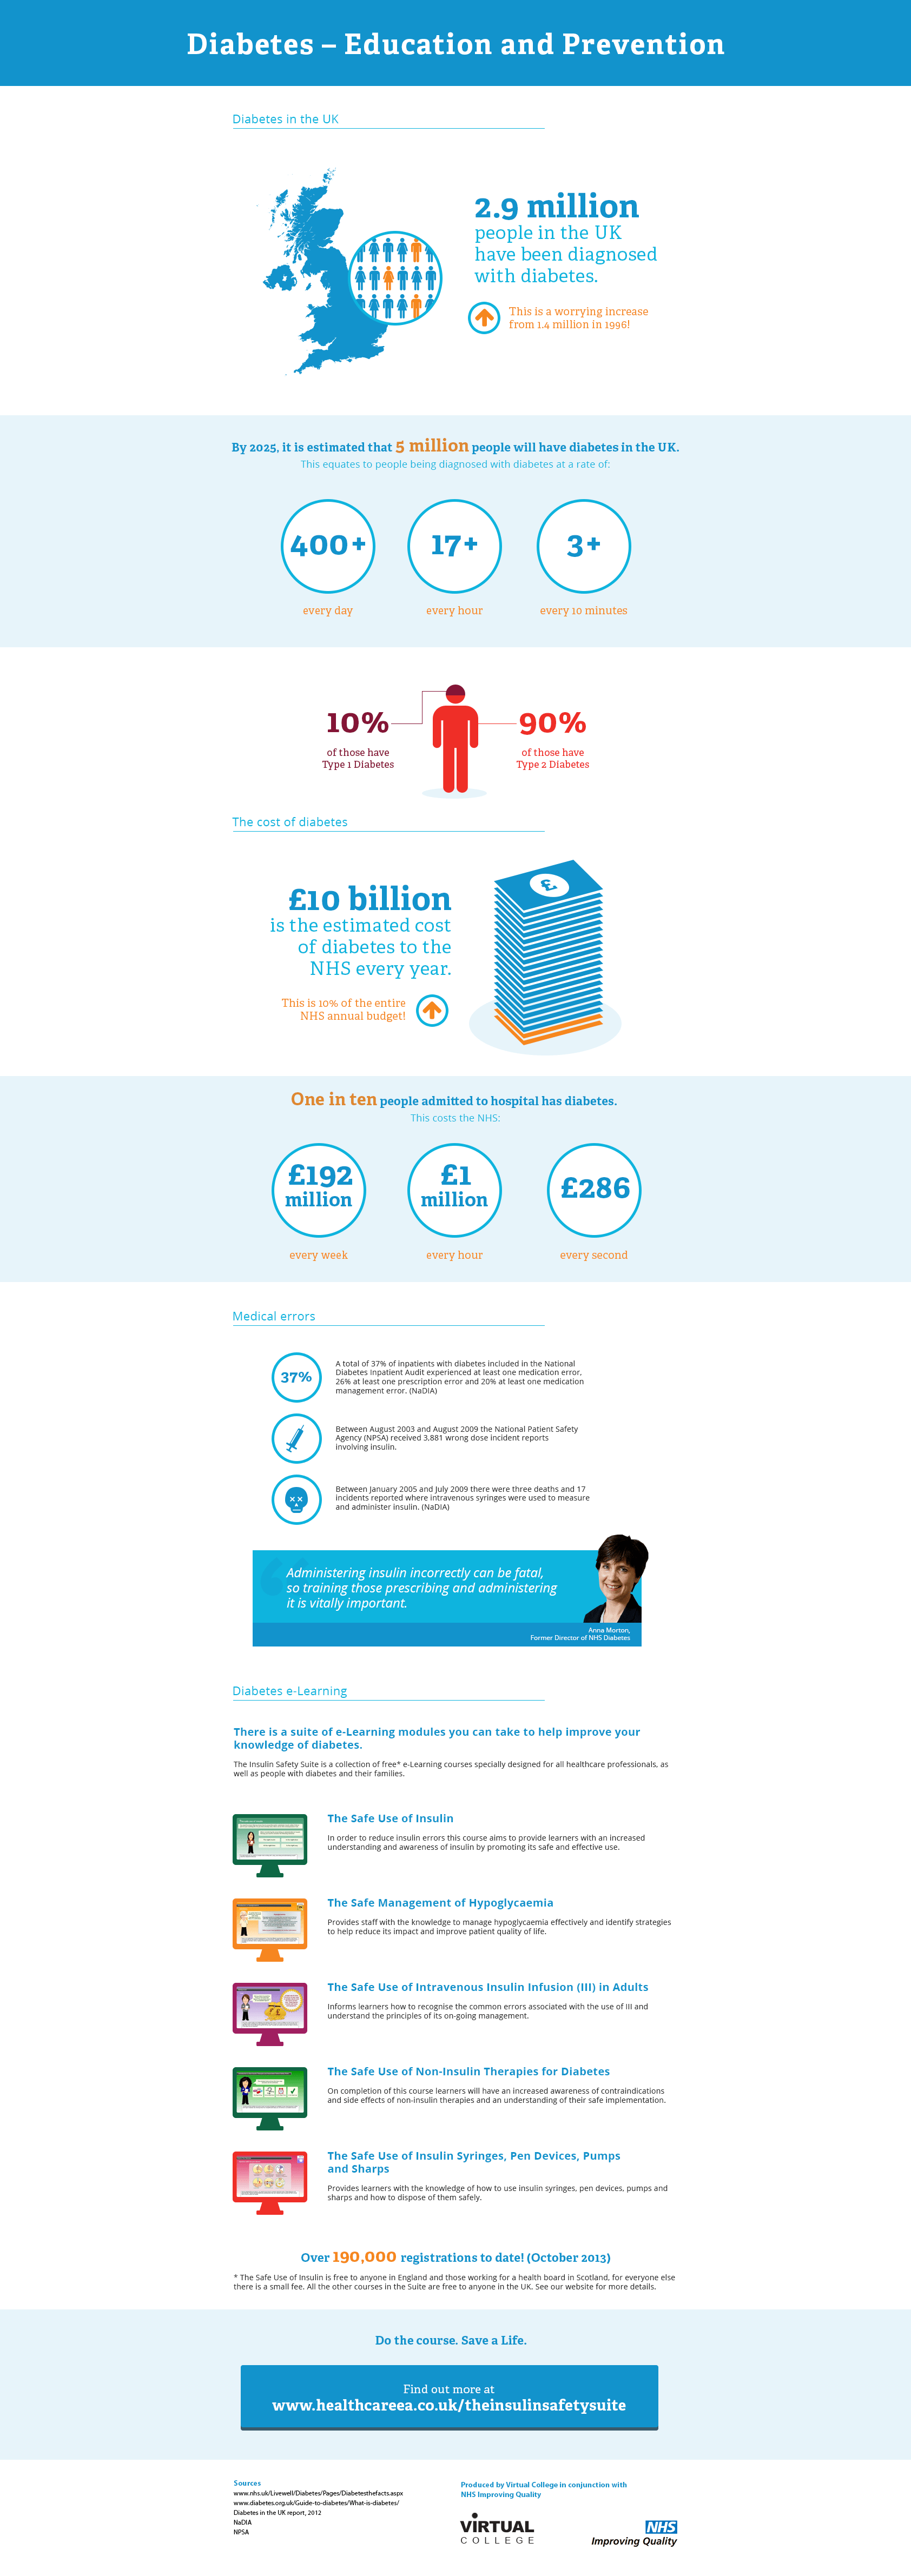 Diabetes – Education and Prevention
Diabetes in the UK
2.9 million
people in the UK
have been diagnosed
with diabetes.
This is a worrying increase
from 1.4 million in 1996!
By 2025, it is estimated that 5 million people will have diabetes in the UK.
This equates to people being diagnosed with diabetes at a rate of:
400+
17+
3+
every day
every hour
every 10 minutes
10%
of those have
Type 1 Diabetes
90%
of those have
Type 2 Diabetes
The cost of diabetes
£10 billion
is the estimated cost
of diabetes to the
NHS every year.
This is 10% of the entire
NHS annual budget!
£
One in ten people admitted to hospital has diabetes.
This costs the NHS:
£192
million
£1
million
£286
every week
every hour
every second
Medical errors
37%
A total of 37% of inpatients with diabetes included in the National
Diabetes Inpatient Audit experienced at least one medication error,
26% at least one prescription error and 20% at least one medication
management error. (NaDIA)
Between August 2003 and August 2009 the National Patient Safety
Agency (NPSA) received 3,881 wrong dose incident reports
involving insulin.
Between January 2005 and July 2009 there were three deaths and 17
incidents reported where intravenous syringes were used to measure
and administer insulin. (NaDIA)
“Administering insulin incorrectly can be fatal,
so training those prescribing and administering
it is vitally important.
Anna Morton,
Former Director of NHS Diabetes
Diabetes e-Learning
There is a suite of e-Learning modules you can take to help improve your
knowledge of diabetes.
The Insulin Safety Suite is a collection of free* e-Learning courses specially designed for all healthcare professionals, as
well as people with diabetes and their families.
The Safe Use of Insulin
In order to reduce insulin errors this course aims to provide learners with an increased
understanding and awareness of insulin by promoting its safe and effective use.
The Safe Management of Hypoglycaemia
Provides staff with the knowledge to manage hypoglycaemia effectively and identify strategies
to help reduce its impact and improve patient quality of life.
The Safe Use of Intravenous Insulin Infusion (III) in Adults
Informs learners how to recognise the common errors associated with the use of III and
understand the principles of its on-going management.
The Safe Use of Non-Insulin Therapies for Diabetes
On completion of this course learners will have an increased awareness of contraindications
and side effects of non-insulin therapies and an understanding of their safe implementation.
The Safe Use of Insulin Syringes, Pen Devices, Pumps
and Sharps
Provides learners with the knowledge of how to use insulin syringes, pen devices, pumps and
sharps and how to dispose of them safely.
Over 190,000 registrations to date! (October 2013)
* The Safe Use of Insulin is free to anyone in England and those working for a health board in Scotland, for everyone else
there is a small fee. All the other courses in the Suite are free to anyone in the UK. See our website for more details.
Do the course. Save a Life.
Find out more at
www.healthcareea.co.uk/theinsulinsafetysuite
Sources
www.nhs.uk/Livewell/Diabetes/Pages/Diabetesthefacts.aspx
www.diabetes.org.uk/Guide-to-diabetes/What-is-diabetes/
Diabetes in the UK report, 2012
NaDIA
NPSA
Produced by Virtual College in conjunction with
NHS Improving Quality
VIRTUAL
COLLEGE
NHS
Improving Quality